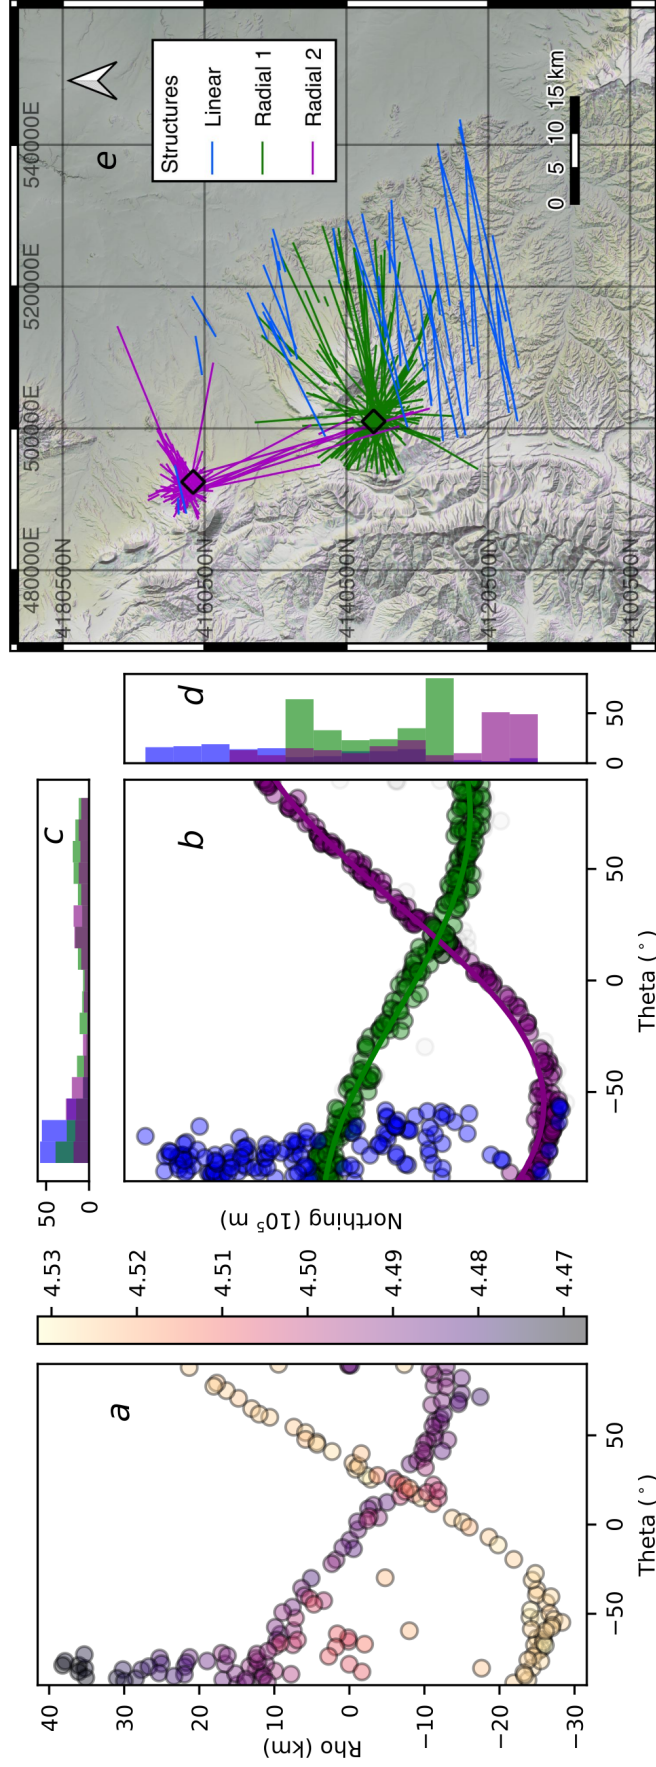 a
40
30
20
10
0
−10
−20
−30
Rho (km)
−50
0
50
Theta (°)
4.53
4.52
4.51
4.50
4.49
4.48
4.47
Northing (10⁵ m)
c
50
0
b
−50
0
50
Theta (°)
d
0
50
e
480000E
500000E
520000E
540000E
4180500N
4160500N
4140500N
4120500N
4100500N
Structures
Linear
Radial 1
Radial 2
0 5 10 15 km